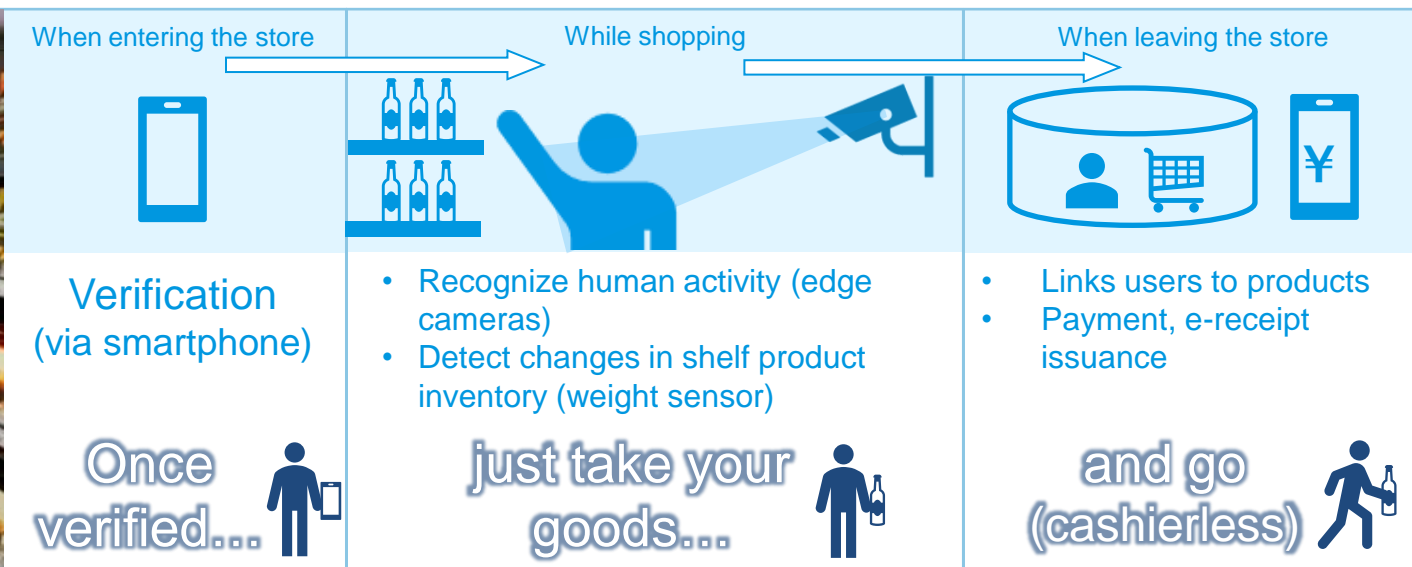 When entering the store
Verification
(via smartphone)
Once
verified...
While shopping
• Recognize human activity (edge
cameras)
• Detect changes in shelf product
inventory (weight sensor)
just take your
goods...
When leaving the store
¥
• Links users to products
• Payment, e-receipt
issuance
and go
(cashierless)